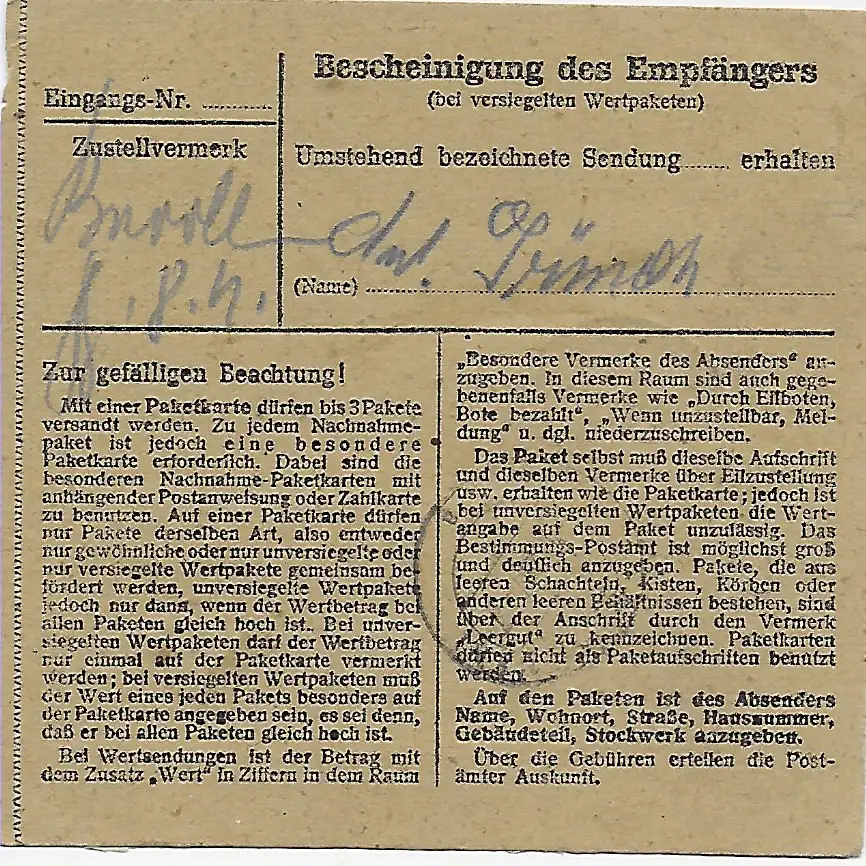 Eingangs-Nr. ............
Zustellvermerk
Bescheinigung des Empfängers
(bei versiegelten Wertpaketen)
Umstehend bezeichnete Sendung....... erhalten
(Name) ........................
Zur gefälligen Beachtung!
Mit einer Paketkarte dürfen bis 3 Pakete
versandt werden. Zu jedem Nachnahme-
paket ist jedoch eine besondere
Paketkarte erforderlich. Dabei sind die
besonderen Nachnahme-Paketkarten mit
anhängender Postanweisung oder Zahlkarte
zu benutzen. Auf einer Paketkarte dürfen
nur Pakete derselben Art, also entweder
nur gewöhnliche oder nur unversiegelte oder
nur versiegelte Wertpakete gemeinsam be-
fördert werden, unversiegelte Wertpakete
jedoch nur dann, wenn der Wertbetrag bei
allen Paketen gleich hoch ist. Bei unver-
siegelten Wertpaketen darf der Wertbetrag
nur einmal auf der Paketkarte vermerkt
werden; bei versiegelten Wertpaketen muß
der Wert eines jeden Pakets besonders auf
der Paketkarte angegeben sein, es sei denn,
daß er bei allen Paketen gleich hoch ist.
Bei Wertsendungen ist der Betrag mit
dem Zusatz „Wert“ in Ziffern in dem Raum
„Besondere Vermerke des Absenders“ an-
zugeben. In diesem Raum sind auch gege-
benenfalls Vermerke wie „Durch Eilboten,
Bote bezahlt“, „Wenn unzustellbar, Mel-
dung“ u. dgl. niederzuschreiben.
Das Paket selbst muß dieselbe Aufschrift
und dieselben Vermerke über Eilzustellung
usw. erhalten wie die Paketkarte; jedoch ist
bei unversiegelten Wertpaketen die Wert-
angabe auf dem Paket unzulässig. Das
Bestimmungs-Postamt ist möglichst groß
und deutlich anzugeben. Pakete, die aus
leeren Schachteln, Kisten, Körben oder
anderen leeren Behältnissen bestehen, sind
über der Anschrift durch den Vermerk
„Leergut“ zu kennzeichnen. Paketkarten
dürfen nicht als Paketaufschriften benutzt
werden.
Auf den Paketen ist des Absenders
Name, Wohnort, Straße, Hausnummer,
Gebäudeteil, Stockwerk anzugeben.
Über die Gebühren erteilen die Post-
ämter Auskunft.